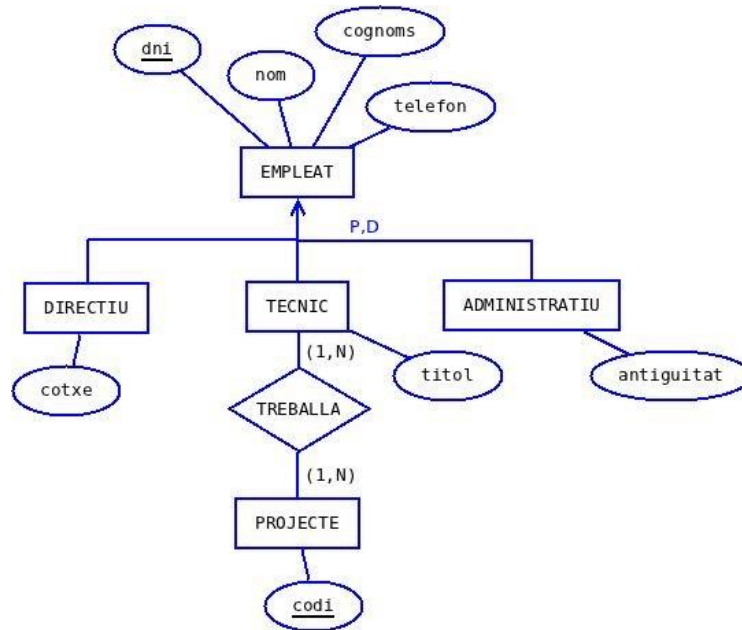 cognoms
dni
nom
telefon
EMPLEAT
P,D
DIRECTIU
TECNIC
ADMINISTRATIU
(1,N)
cotxe
titol
antiguitat
TREBALLA
(1,N)
PROJECTE
codi